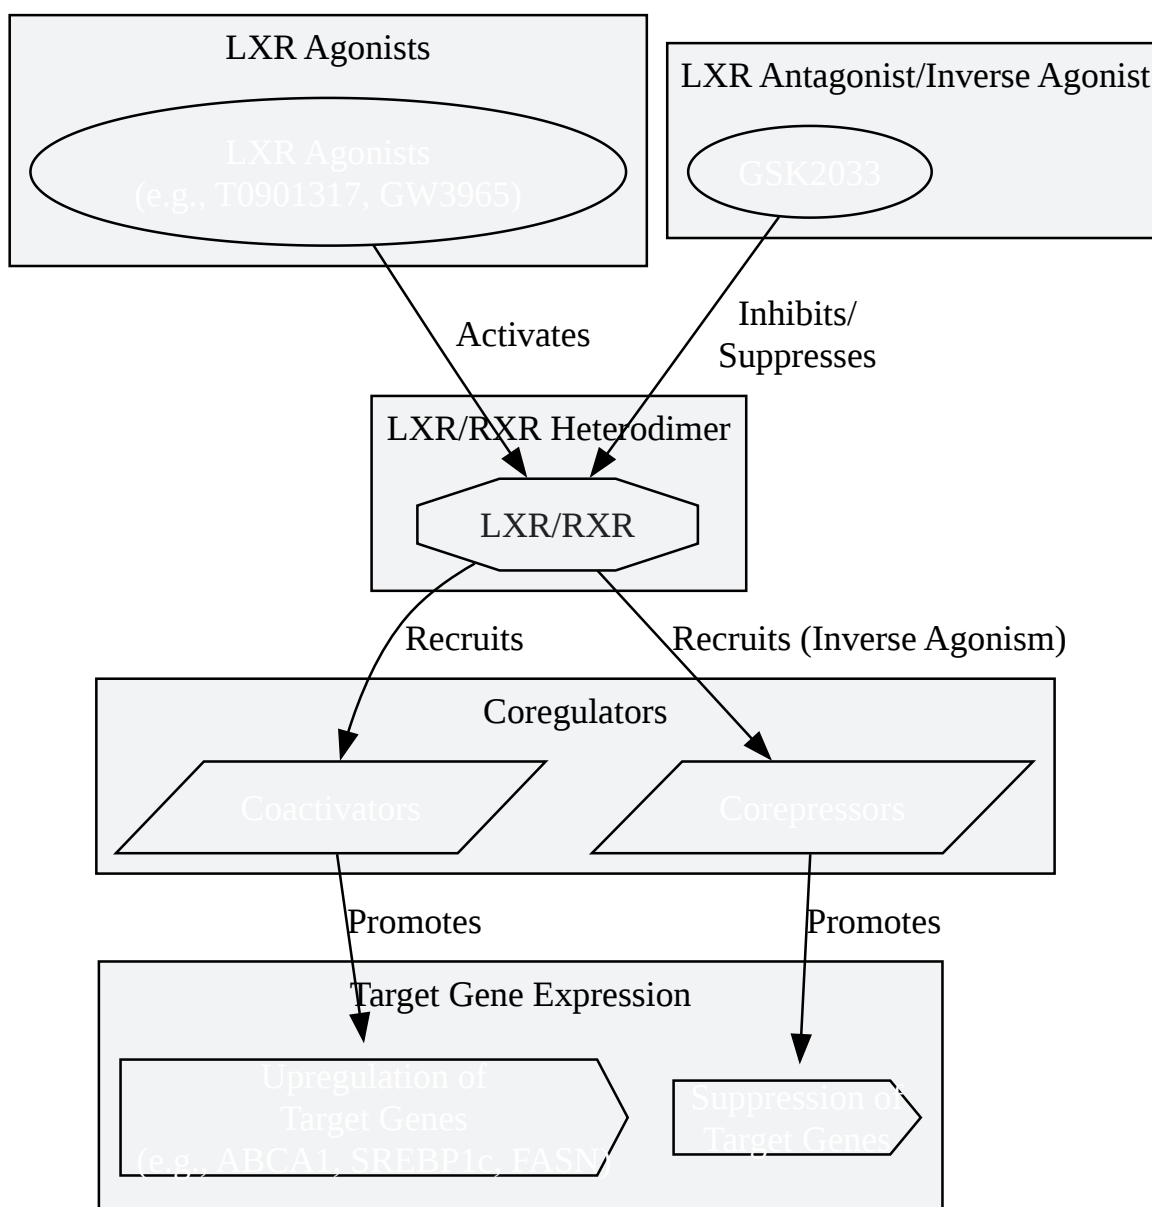 LXR Agonists
LXR Agonists
(e.g., T0901317, GW3965)
LXR Antagonist/Inverse Agonist
GSK2033
Activates
Inhibits/
Suppresses
LXR/RXR Heterodimer
LXR/RXR
Recruits
Recruits (Inverse Agonism)
Coregulators
Coactivators
Corepressors
Promotes
Promotes
Target Gene Expression
Upregulation of
Target Genes
(e.g., ABCA1, SREBP1c, FASN)
Suppression of
Target Genes